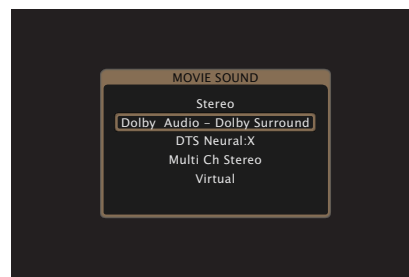 MOVIE SOUND
Stereo
Dolby Audio – Dolby Surround
DTS Neural:X
Multi Ch Stereo
Virtual